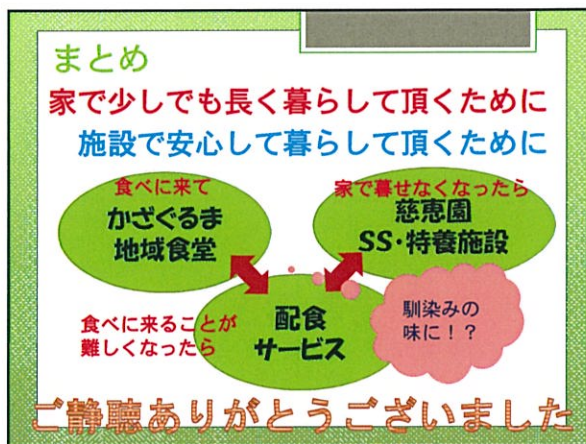 まとめ
家で少しでも長く暮らして頂くために
施設で安心して暮らして頂くために
食べに来て
かざぐるま
地域食堂
家で暮せなくなったら
慈恵園
SS・特養施設
食べに来ることが
難しくなったら
配食
サービス
馴染みの
味に！？
ご静聴ありがとうございました